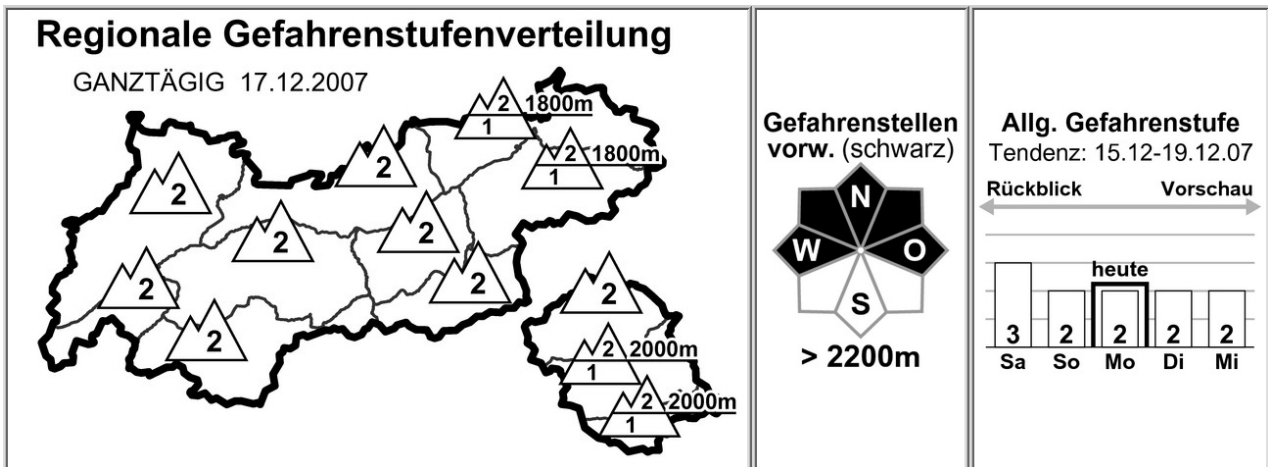 Regionale Gefahrenstufenverteilung
GANZTÄGIG 17.12.2007
2 1800m
1
2 1800m
1
2
2
2
2
2
2
2
2
2 2000m
1
2 2000m
1
Gefahrenstellen
vorw. (schwarz)
N
W O
S
> 2200m
Allg. Gefahrenstufe
Tendenz: 15.12-19.12.07
Rückblick Vorschau
heute
3 2 2 2 2
Sa So Mo Di Mi